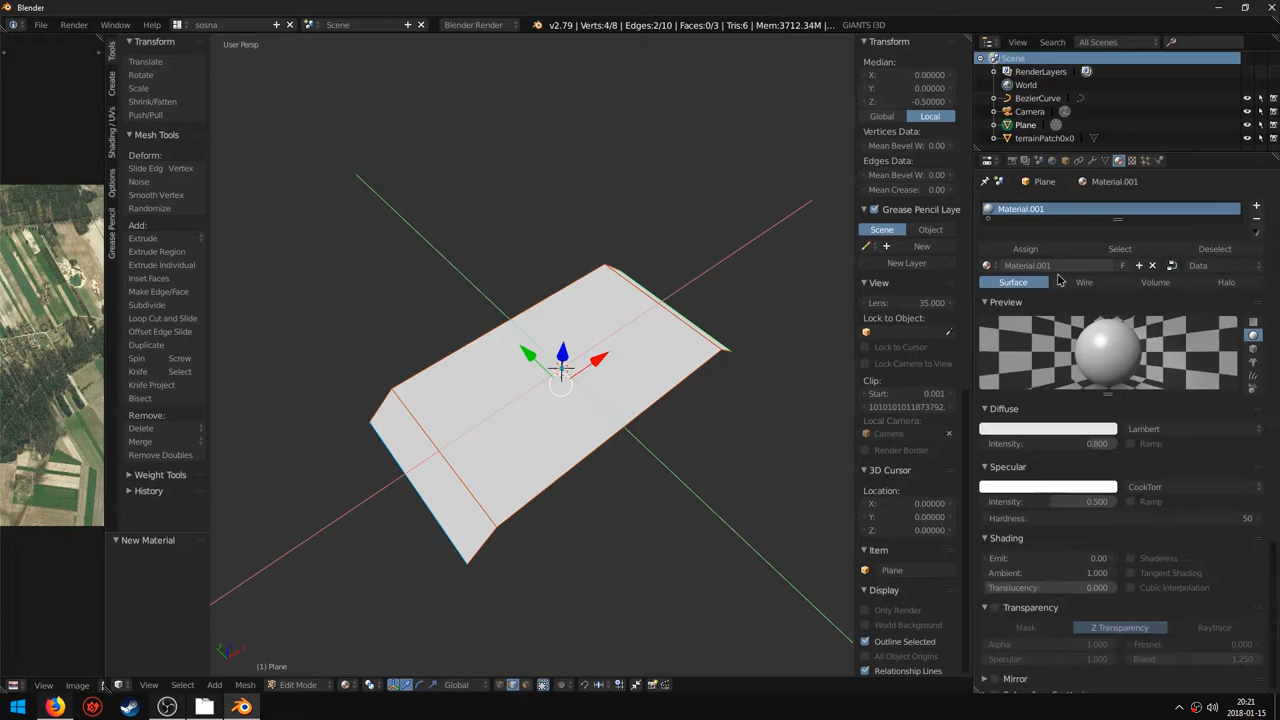 Blender
File Render Window Help sosna Scene Blender Render v2.79 | Verts:4/8 | Edges:2/10 | Faces:0/3 | Tris:6 | Mem:3712.34M... GIANTS I3D
View Search All Scenes
Scene
RenderLayers
World
BezierCurve
Camera
Plane
terrainPatch0x0
Tools
Create
Shading / UVs
Options
Grease Pencil
Transform
Translate
Rotate
Scale
Shrink/Fatten
Push/Pull
Mesh Tools
Deform:
Slide Edg Vertex
Noise
Smooth Vertex
Randomize
Add:
Extrude
Extrude Region
Extrude Individual
Inset Faces
Make Edge/Face
Subdivide
Loop Cut and Slide
Offset Edge Slide
Duplicate
Spin Screw
Knife Select
Knife Project
Bisect
Remove:
Delete
Merge
Remove Doubles
Weight Tools
History
New Material
User Persp
(1) Plane
Transform
Median:
X: 0.00000
Y: 0.00000
Z: -0.50000
Global Local
Vertices Data:
Mean Bevel W: 0.00
Edges Data:
Mean Bevel W: 0.00
Mean Crease: 0.00
Grease Pencil Laye
Scene Object
New
New Layer
View
Lens: 35.000
Lock to Object:
Lock to Cursor
Lock Camera to View
Clip:
Start: 0.001
1010101011873792.
Local Camera:
Camera
Render Border
3D Cursor
Location:
X: 0.00000
Y: 0.00000
Z: 0.00000
Item
Plane
Display
Only Render
World Background
Outline Selected
All Object Origins
Relationship Lines
Plane Material.001
Material.001
Assign Select Deselect
Material.001 F Data
Surface Wire Volume Halo
Preview
Diffuse
Lambert
Intensity: 0.800 Ramp
Specular
CookTorr
Intensity: 0.500 Ramp
Hardness: 50
Shading
Emit: 0.00 Shadeless
Ambient: 1.000 Tangent Shading
Translucency: 0.000 Cubic Interpolation
Transparency
Mask Z Transparency Raytrace
Alpha: 1.000 Fresnel: 0.000
Specular: 1.000 Blend: 1.250
Mirror
View Image View Select Add Mesh Edit Mode Global
20:21
2018-01-15